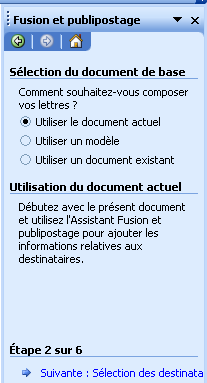 Fusion et publipostage
Sélection du document de base
Comment souhaitez-vous composer
vos lettres ?
Utiliser le document actuel
Utiliser un modèle
Utiliser un document existant
Utilisation du document actuel
Débutez avec le présent document
et utilisez l'Assistant Fusion et
publipostage pour ajouter les
informations relatives aux
destinataires.
Étape 2 sur 6
Suivante : Sélection des destinata